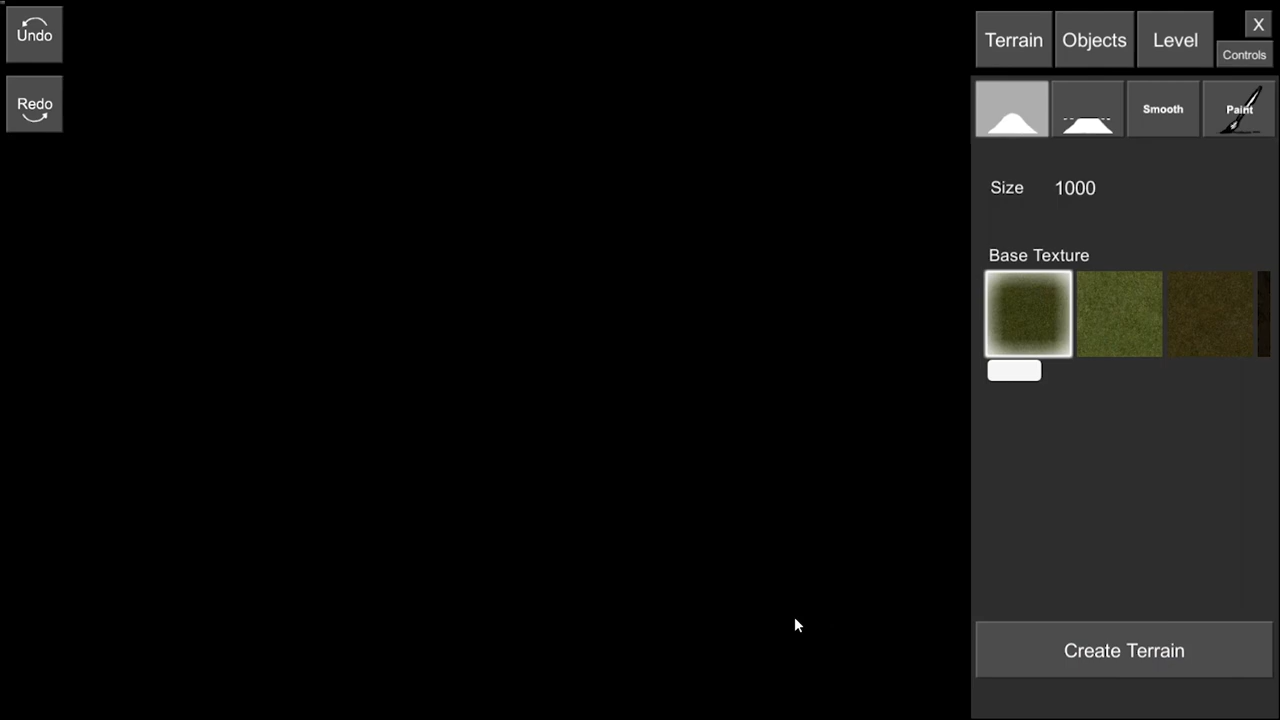 Undo
Redo
Terrain
Objects
Level
X
Controls
Smooth
Paint
Size 1000
Base Texture
Create Terrain